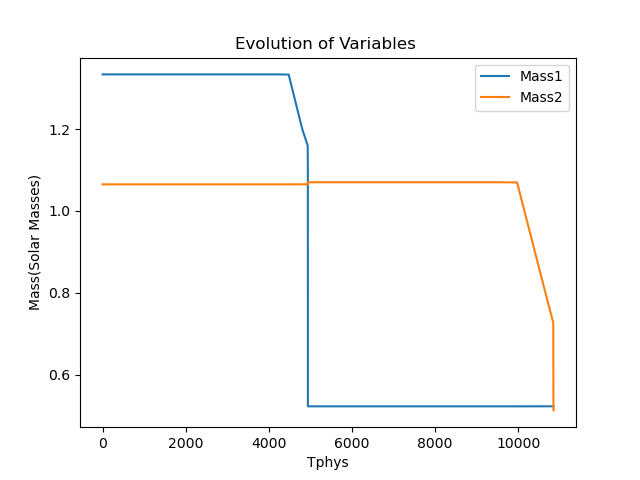 Evolution of Variables
Mass1
Mass2
Mass(Solar Masses)
1.2
1.0
0.8
0.6
0 2000 4000 6000 8000 10000
Tphys